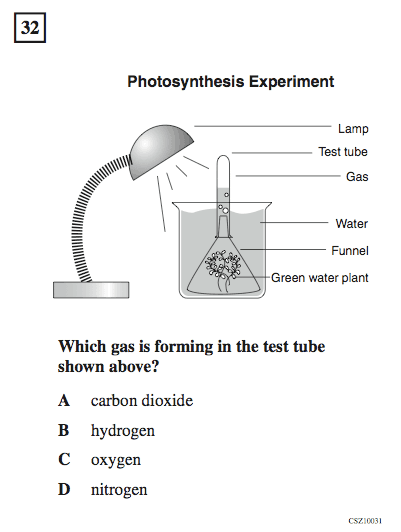 32
Photosynthesis Experiment
Lamp
Test tube
Gas
Water
Funnel
Green water plant
Which gas is forming in the test tube
shown above?
A carbon dioxide
B hydrogen
C oxygen
D nitrogen
CSZ10031